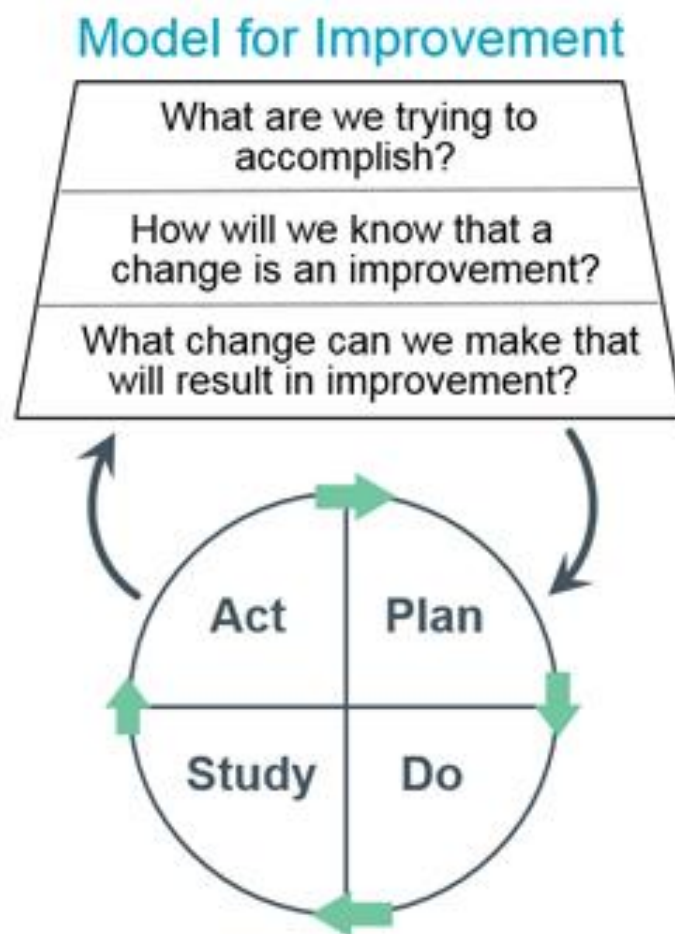 Model for Improvement
What are we trying to
accomplish?
How will we know that a
change is an improvement?
What change can we make that
will result in improvement?
Act
Plan
Study
Do